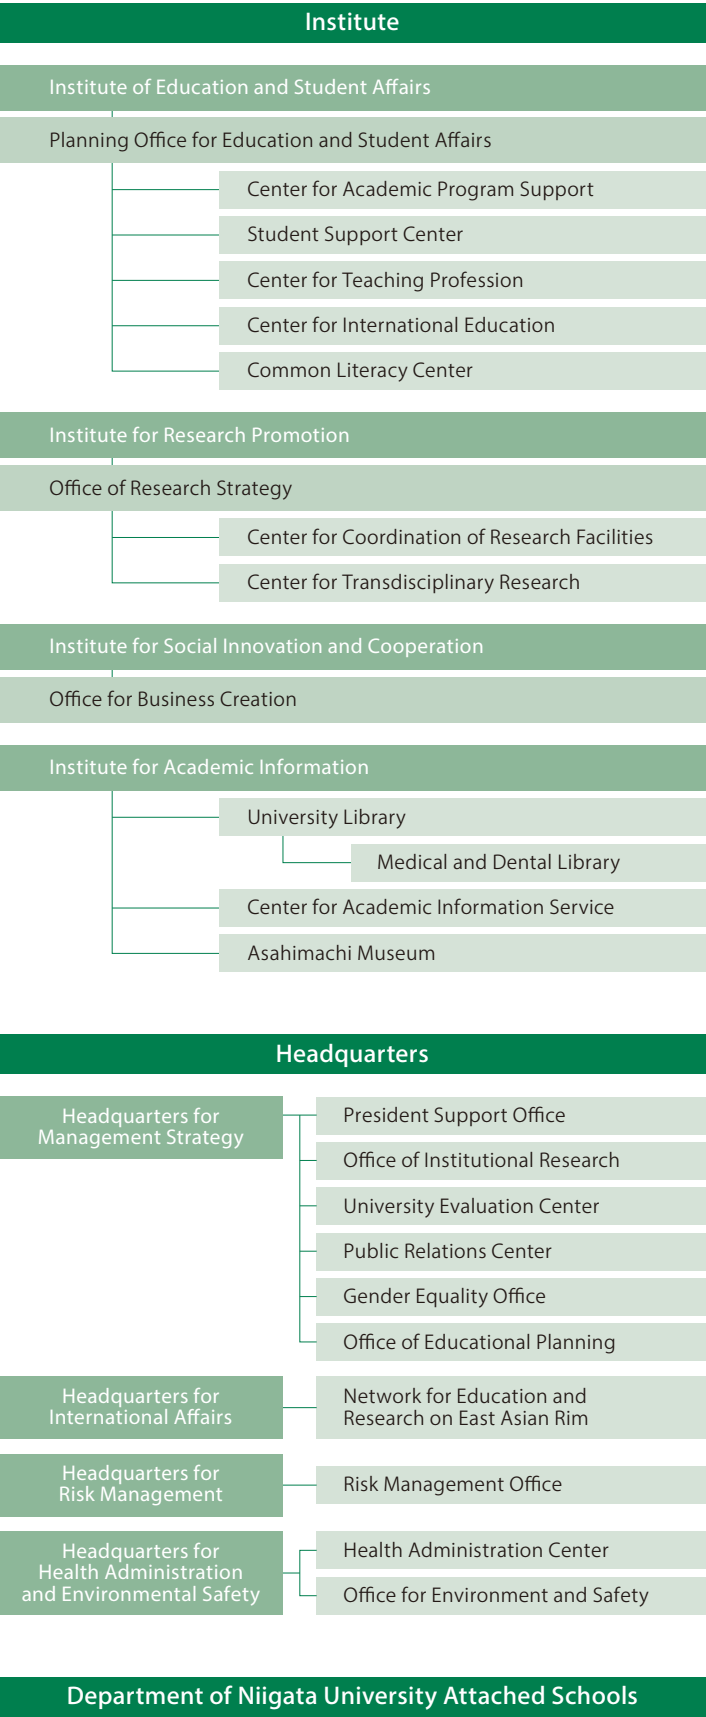 Institute
Institute of Education and Student Affairs
Planning Office for Education and Student Affairs
Center for Academic Program Support
Student Support Center
Center for Teaching Profession
Center for International Education
Common Literacy Center
Institute for Research Promotion
Office of Research Strategy
Center for Coordination of Research Facilities
Center for Transdisciplinary Research
Institute for Social Innovation and Cooperation
Office for Business Creation
Institute for Academic Information
University Library
Medical and Dental Library
Center for Academic Information Service
Asahimachi Museum
Headquarters
Headquarters for
Management Strategy
President Support Office
Office of Institutional Research
University Evaluation Center
Public Relations Center
Gender Equality Office
Office of Educational Planning
Headquarters for
International Affairs
Network for Education and
Research on East Asian Rim
Headquarters for
Risk Management
Risk Management Office
Headquarters for
Health Administration
and Environmental Safety
Health Administration Center
Office for Environment and Safety
Department of Niigata University Attached Schools